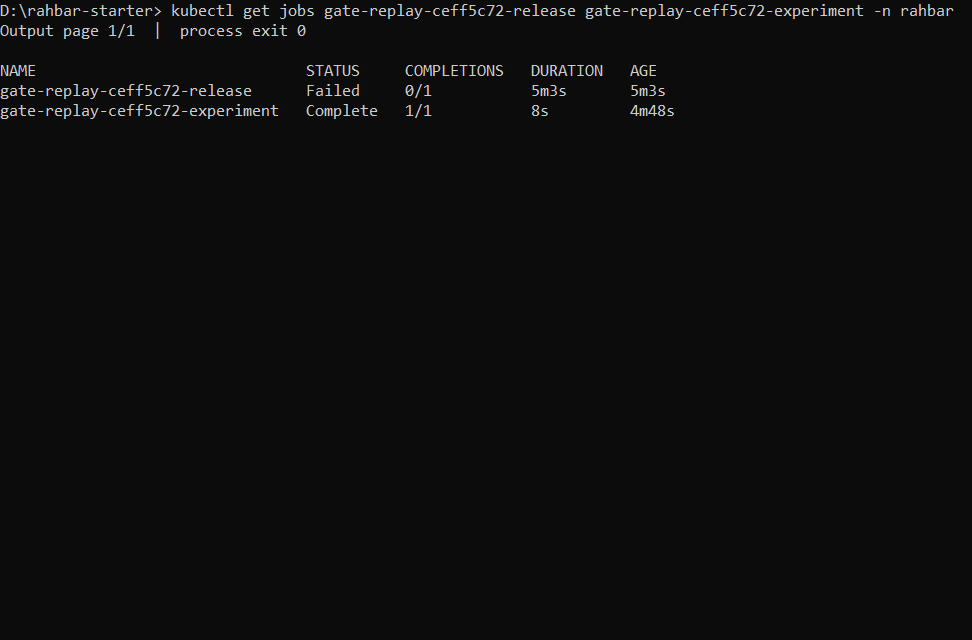 D:\rahbar-starter> kubectl get jobs gate-replay-ceff5c72-release gate-replay-ceff5c72-experiment -n rahbar
Output page 1/1  |  process exit 0
NAME                              STATUS     COMPLETIONS   DURATION   AGE
gate-replay-ceff5c72-release      Failed     0/1           5m3s       5m3s
gate-replay-ceff5c72-experiment   Complete   1/1           8s         4m48s